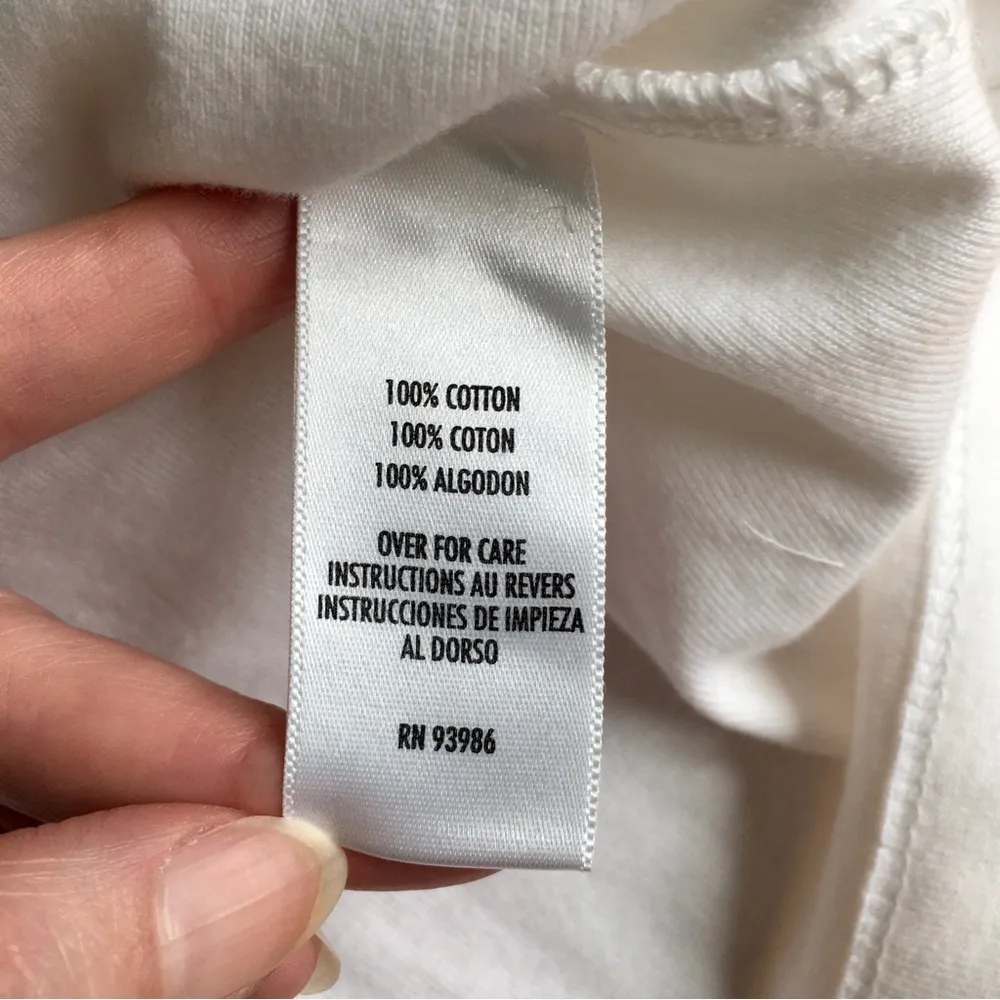 100% COTTON
100% COTON
100% ALGODON
OVER FOR CARE
INSTRUCTIONS AU REVERS
INSTRUCCIONES DE IMPIEZA
AL DORSO
RN 93986